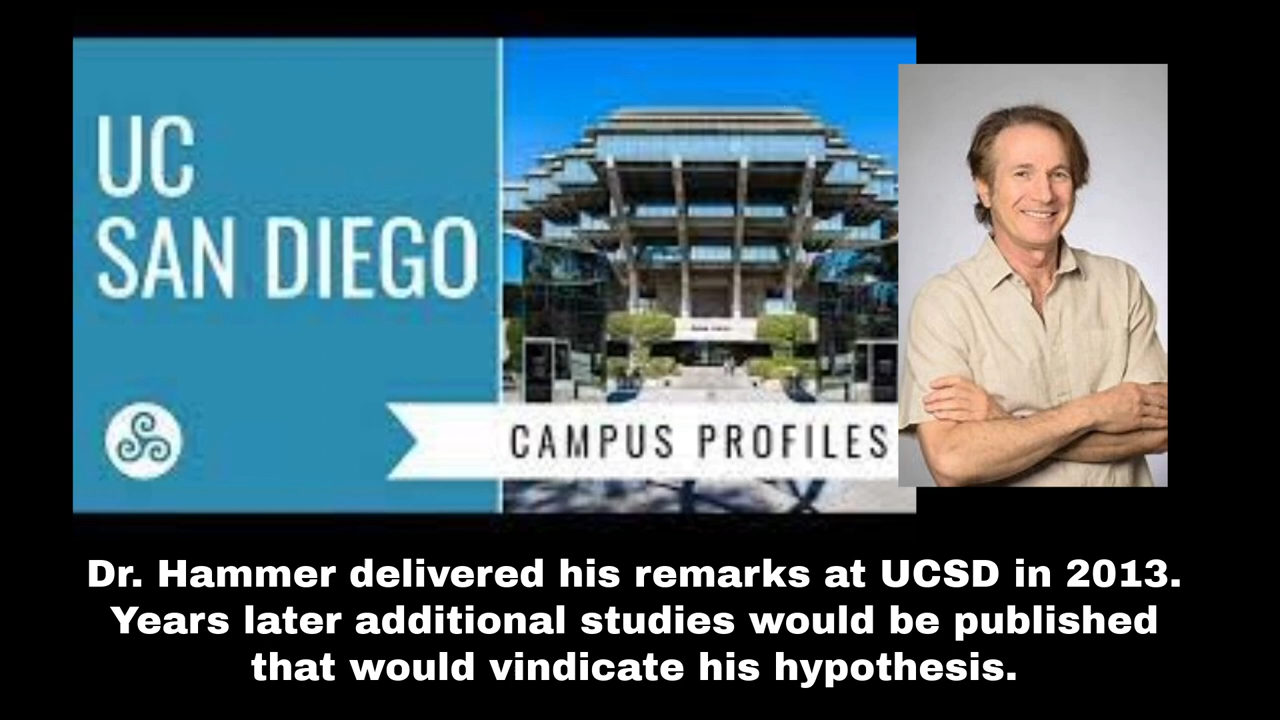 UC
SAN DIEGO
CAMPUS PROFILES
Dr. Hammer delivered his remarks at UCSD in 2013.
Years later additional studies would be published
that would vindicate his hypothesis.